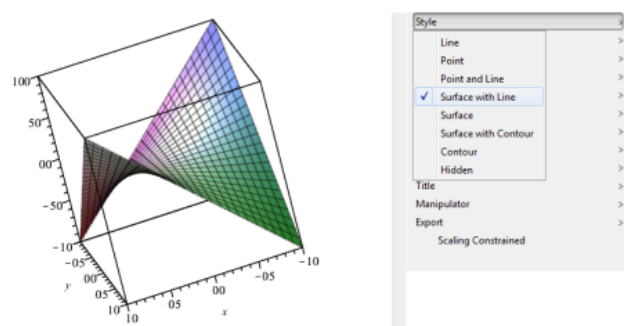 100
50
00
-50
-10
-05
00
05
10
y
10
05
00
-05
-10
x
Style >
Line
Point
Point and Line
✓ Surface with Line
Surface
Surface with Contour
Contour
Hidden
Title >
Manipulator >
Export >
Scaling Constrained